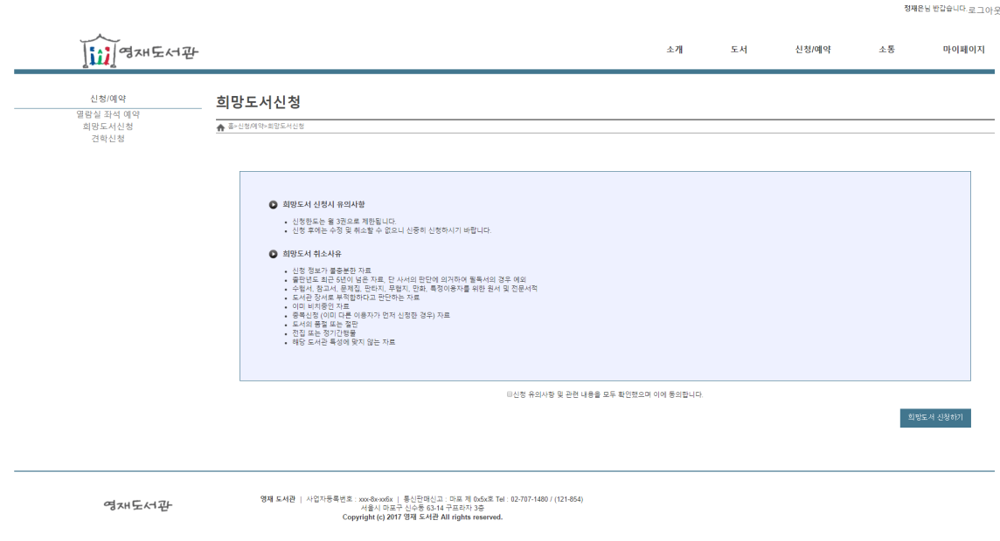 정재은님 반갑습니다.로그아웃
영재도서관
소개 도서 신청/예약 소통 마이페이지
신청/예약
열람실 좌석 예약
희망도서신청
견학신청
희망도서신청
홈>신청/예약>희망도서신청
희망도서 신청시 유의사항
신청한도는 월 3권으로 제한됩니다.
신청 후에는 수정 및 취소할 수 없으니 신중히 신청하시기 바랍니다.
희망도서 취소사유
신청 정보가 불충분한 자료
출판년도 최근 5년이 넘은 자료, 단 사서의 판단에 의거하여 필독서의 경우 예외
수험서, 참고서, 문제집, 판타지, 무협지, 만화, 특정이용자를 위한 원서 및 전문서적
도서관 장서로 부적합하다고 판단하는 자료
이미 비치중인 자료
중복신청 (이미 다른 이용자가 먼저 신청한 경우) 자료
도서의 품절 또는 절판
전집 또는 정기간행물
해당 도서관 특성에 맞지 않는 자료
신청 유의사항 및 관련 내용을 모두 확인했으며 이에 동의합니다.
희망도서 신청하기
영재도서관
영재 도서관 | 사업자등록번호 : xxx-8x-xx6x | 통신판매신고 : 마포 제 0x5x호 Tel : 02-707-1480 / (121-854)
서울시 마포구 신수동 63-14 구프라자 3층
Copyright (c) 2017 영재 도서관 All rights reserved.